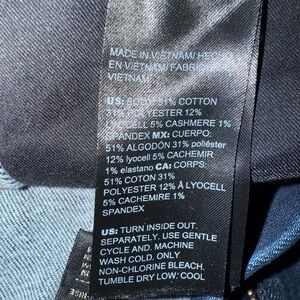 MADE IN VIETNAM/ HECHO
EN VIETNAM/ FABRIQUÉ
VIETNAM
US: BODY: 51% COTTON
31% POLYESTER 12%
LYOCELL 5% CASHMERE 1%
SPANDEX MX: CUERPO:
51% ALGODÓN 31% poliéster
12% lyocell 5% CACHEMIR
1% elastano CA: CORPS:
51% COTON 31%
POLYESTER 12% À LYOCELL
5% CACHEMIRE 1%
SPANDEX
US: TURN INSIDE OUT.
SEPARATELY. USE GENTLE
CYCLE AND. MACHINE
WASH COLD. ONLY
NON-CHLORINE BLEACH.
TUMBLE DRY LOW. COOL